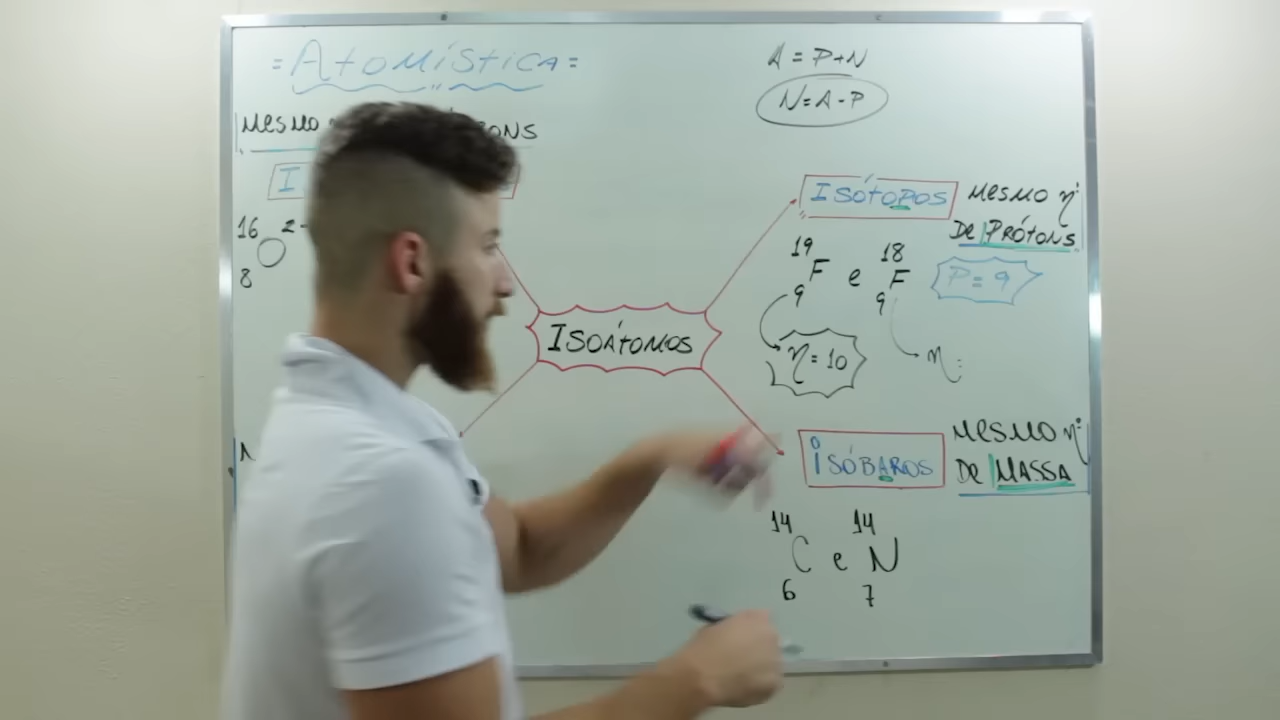 = Atomística =
A = P+N
N=A-P
MESMO
ISÓTOPOS
MESMO nº
DE PRÓTONS
16
O
2-
8
19
F
9
e
18
F
9
P=9
n=10
n:
ISOÁTOMOS
ISÓBAROS
MESMO nº
DE MASSA
14
C
6
e
14
N
7